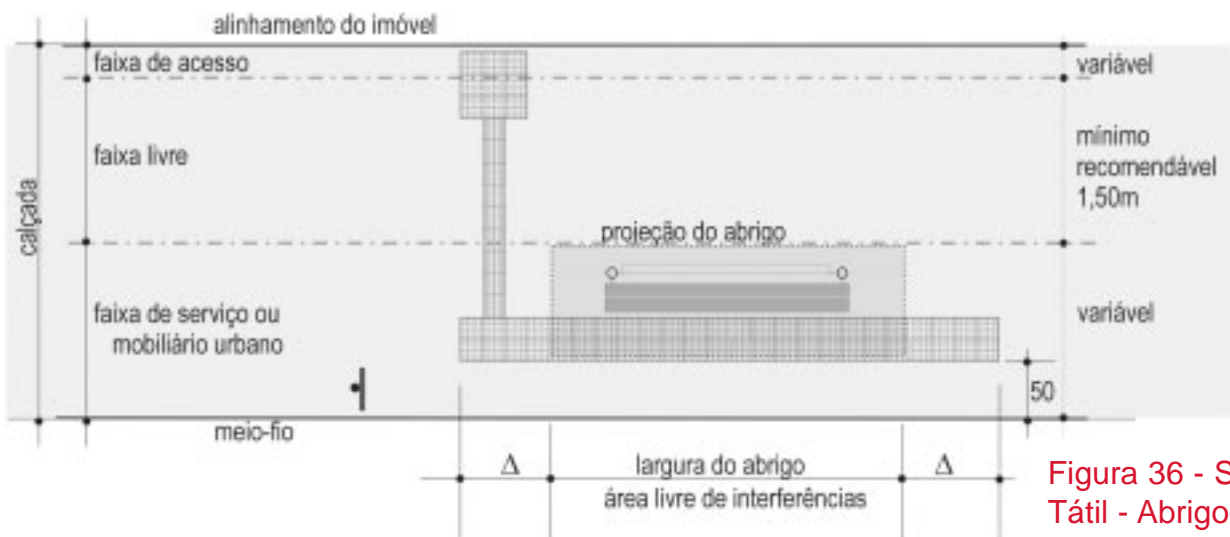 alinhamento do imóvel
faixa de acesso
variável
faixa livre
mínimo
recomendável
1,50m
calçada
projeção do abrigo
faixa de serviço ou
mobiliário urbano
variável
50
meio-fio
Δ
largura do abrigo
Δ
área livre de interferências
Figura 36 - S
Tátil - Abrigo